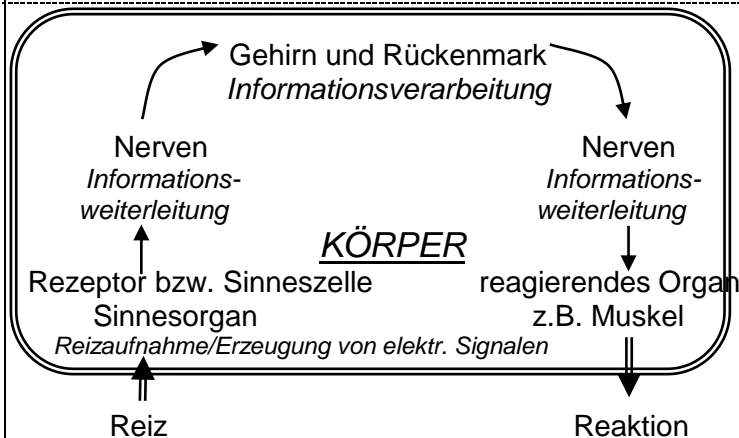 Gehirn und Rückenmark
Informationsverarbeitung
Nerven
Informations-
weiterleitung
Nerven
Informations-
weiterleitung
KÖRPER
Rezeptor bzw. Sinneszelle
Sinnesorgan
Reizaufnahme/Erzeugung von elektr. Signalen
reagierendes Organ
z.B. Muskel
Reiz
Reaktion